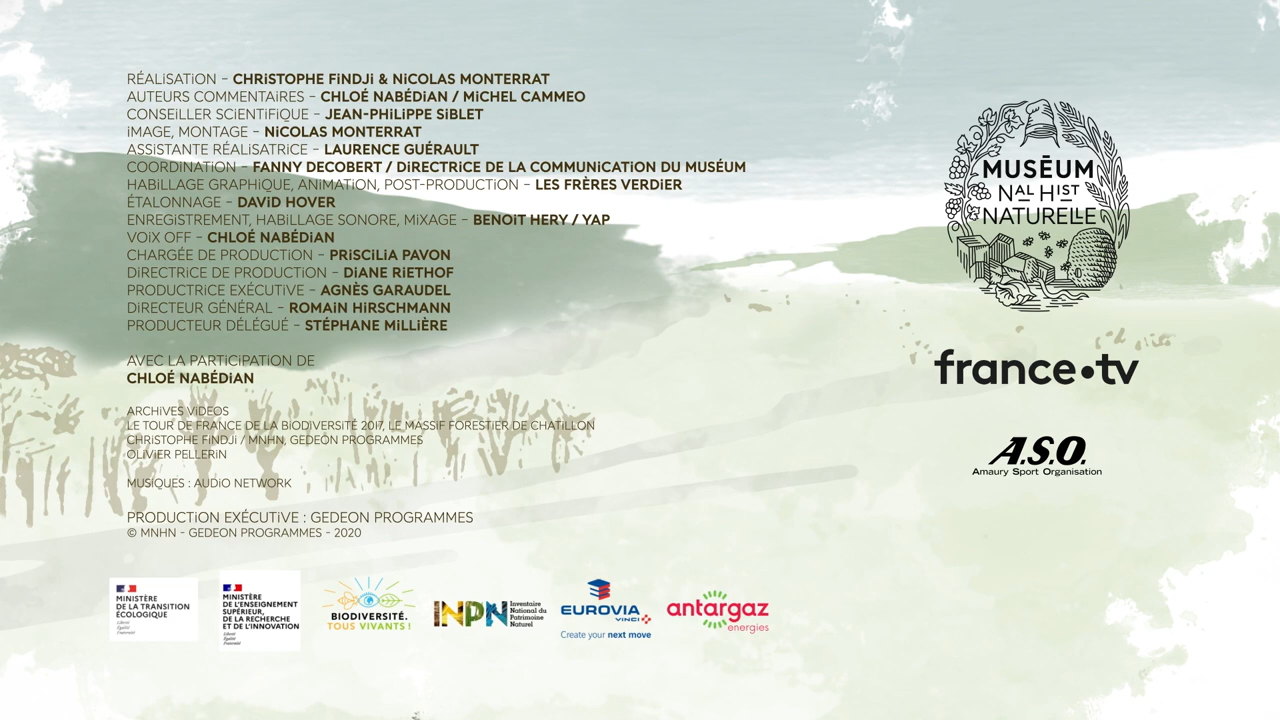 RÉALiSATiON – CHRiSTOPHE FiNDJi & NiCOLAS MONTERRAT
AUTEURS COMMENTAiRES – CHLOÉ NABÉDiAN / MiCHEL CAMMEO
CONSEiLLER SCiENTiFiQUE – JEAN-PHiLiPPE SiBLET
iMAGE, MONTAGE – NiCOLAS MONTERRAT
ASSiSTANTE RÉALiSATRiCE – LAURENCE GUÉRAULT
COORDiNATiON – FANNY DECOBERT / DiRECTRiCE DE LA COMMUNiCATiON DU MUSÉUM
HABiLLAGE GRAPHiQUE, ANiMATiON, POST-PRODUCTiON – LES FRÈRES VERDiER
ÉTALONNAGE – DAViD HOVER
ENREGiSTREMENT, HABiLLAGE SONORE, MiXAGE – BENOiT HERY / YAP
VOiX OFF – CHLOÉ NABÉDiAN
CHARGÉE DE PRODUCTiON – PRiSCiLiA PAVON
DiRECTRiCE DE PRODUCTiON – DiANE RiETHOF
PRODUCTRiCE EXÉCUTiVE – AGNÈS GARAUDEL
DiRECTEUR GÉNÉRAL – ROMAiN HiRSCHMANN
PRODUCTEUR DÉLÉGUÉ – STÉPHANE MiLLiÈRE
AVEC LA PARTiCiPATiON DE
CHLOÉ NABÉDiAN
ARCHiVES ViDÉOS
LE TOUR DE FRANCE DE LA BiODiVERSiTÉ 2017, LE MASSiF FORESTiER DE CHATiLLON
CHRiSTOPHE FiNDJi / MNHN, GEDEON PROGRAMMES
OLiViER PELLERiN
MUSiQUES : AUDiO NETWORK
PRODUCTiON EXÉCUTiVE : GEDEON PROGRAMMES
© MNHN - GEDEON PROGRAMMES - 2020
MUSĒUM
NAL HIST
NATURELLE
france•tv
A.S.O.
Amaury Sport Organisation
MINISTÈRE
DE LA TRANSITION
ÉCOLOGIQUE
Liberté
Égalité
Fraternité
MINISTÈRE
DE L'ENSEIGNEMENT
SUPÉRIEUR,
DE LA RECHERCHE
ET DE L'INNOVATION
Liberté
Égalité
Fraternité
BIODIVERSITÉ.
TOUS VIVANTS !
INPN
Inventaire
National du
Patrimoine
Naturel
EUROVIA
VINCI
Create your next move
antargaz
energies